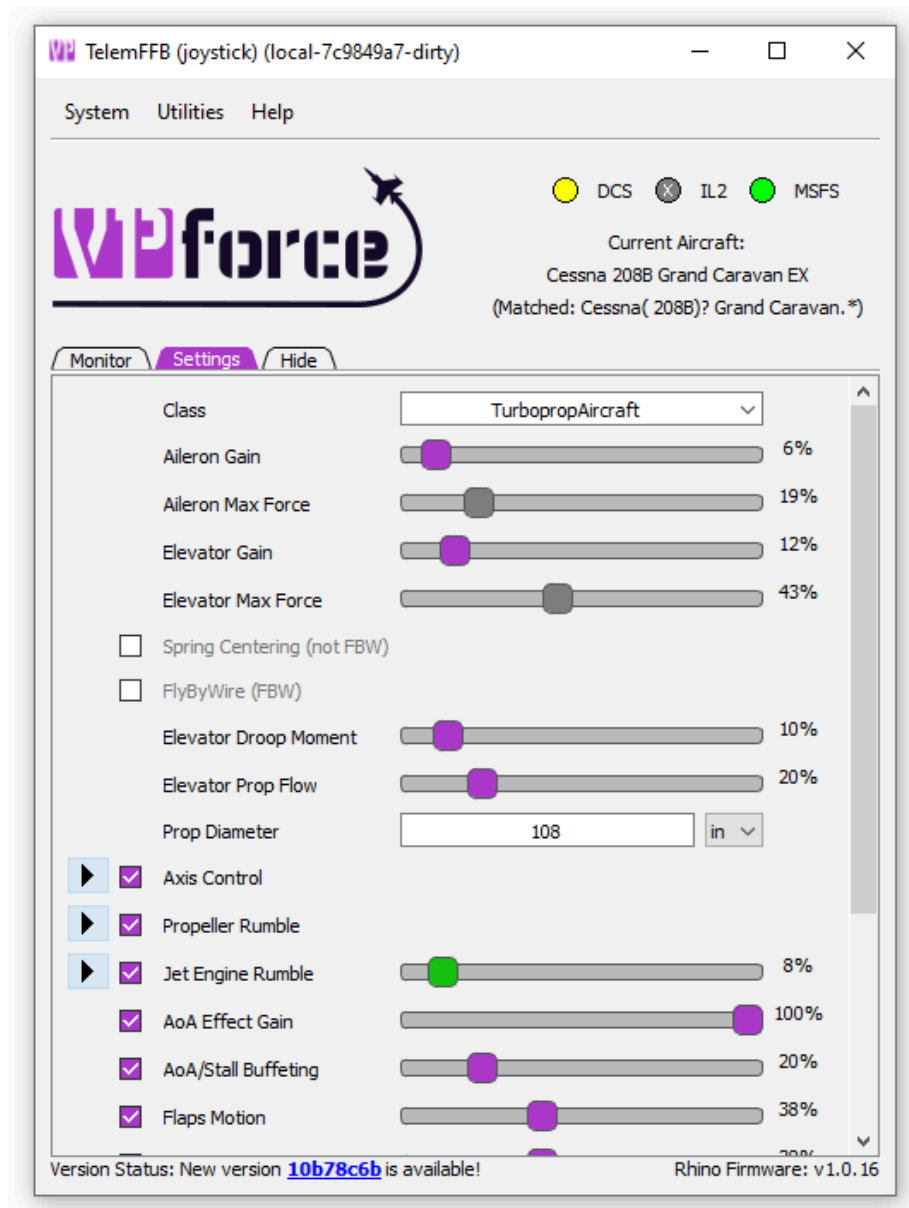 TelemFFB (joystick) (local-7c9849a7-dirty)
System Utilities Help
VPforce
DCS X IL2 MSFS
Current Aircraft:
Cessna 208B Grand Caravan EX
(Matched: Cessna( 208B)? Grand Caravan.*)
Monitor Settings Hide
Class TurbopropAircraft
Aileron Gain 6%
Aileron Max Force 19%
Elevator Gain 12%
Elevator Max Force 43%
Spring Centering (not FBW)
FlyByWire (FBW)
Elevator Droop Moment 10%
Elevator Prop Flow 20%
Prop Diameter 108 in
Axis Control
Propeller Rumble
Jet Engine Rumble 8%
AoA Effect Gain 100%
AoA/Stall Buffeting 20%
Flaps Motion 38%
Version Status: New version 10b78c6b is available! Rhino Firmware: v1.0.16